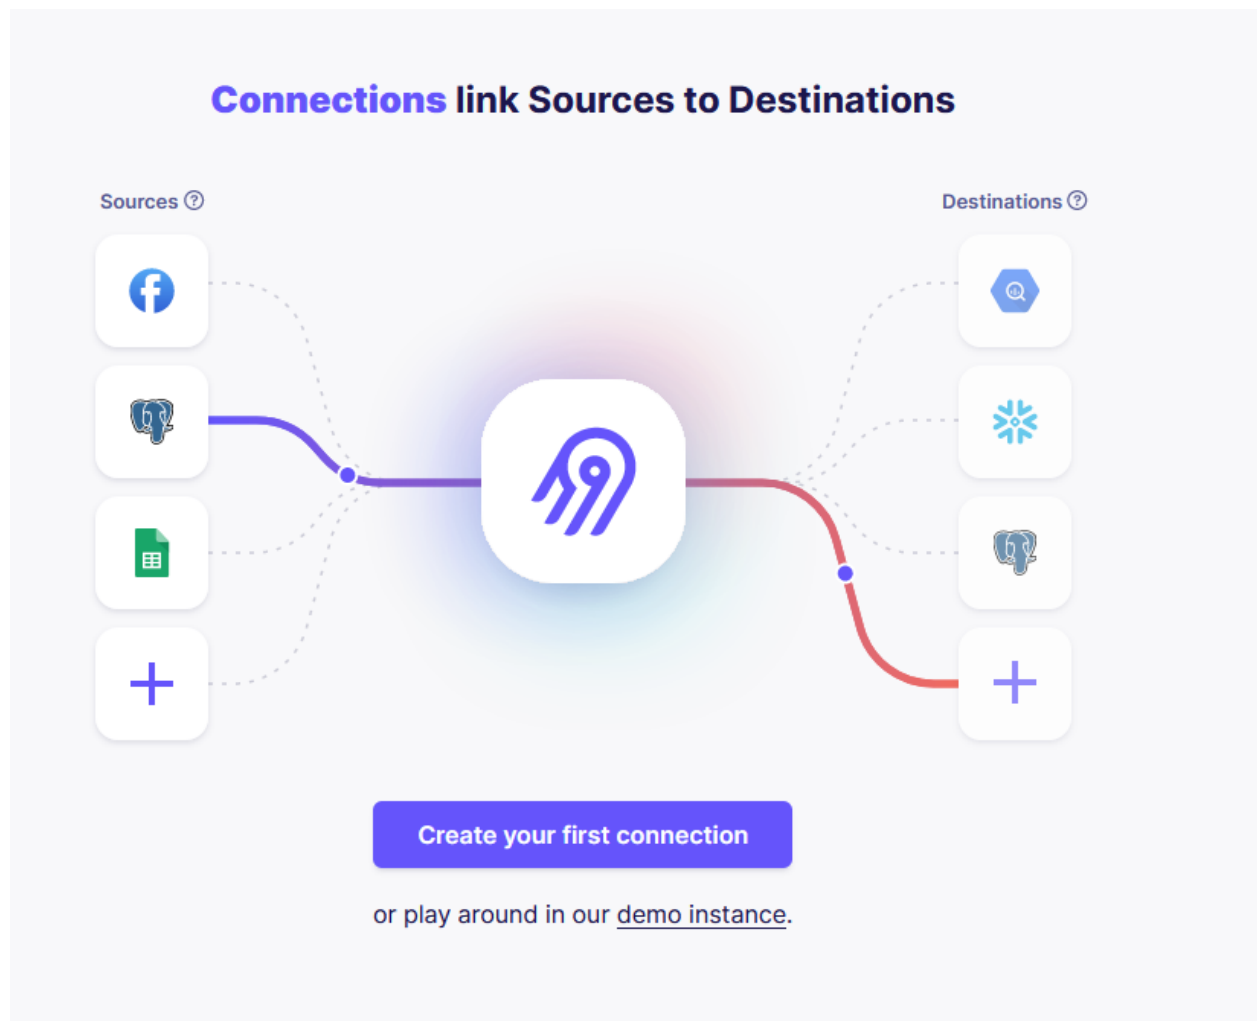 Connections link Sources to Destinations
Sources ?
Destinations ?
Create your first connection
or play around in our demo instance.